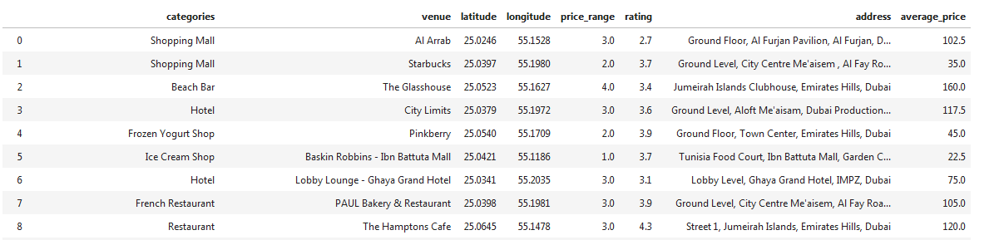 categories venue latitude longitude price_range rating address average_price
0 Shopping Mall Al Arrab 25.0246 55.1528 3.0 2.7 Ground Floor, Al Furjan Pavilion, Al Furjan, D... 102.5
1 Shopping Mall Starbucks 25.0397 55.1980 2.0 3.7 Ground Level, City Centre Me'aisem , Al Fay Ro... 35.0
2 Beach Bar The Glasshouse 25.0523 55.1627 4.0 3.4 Jumeirah Islands Clubhouse, Emirates Hills, Dubai 160.0
3 Hotel City Limits 25.0379 55.1972 3.0 3.6 Ground Level, Aloft Me'aisam, Dubai Production... 117.5
4 Frozen Yogurt Shop Pinkberry 25.0540 55.1709 2.0 3.9 Ground Floor, Town Center, Emirates Hills, Dubai 45.0
5 Ice Cream Shop Baskin Robbins - Ibn Battuta Mall 25.0421 55.1186 1.0 3.7 Tunisia Food Court, Ibn Battuta Mall, Garden C... 22.5
6 Hotel Lobby Lounge - Ghaya Grand Hotel 25.0341 55.2035 3.0 3.1 Lobby Level, Ghaya Grand Hotel, IMPZ, Dubai 75.0
7 French Restaurant PAUL Bakery & Restaurant 25.0398 55.1981 3.0 3.9 Ground Level, City Centre Me'aisem, Al Fay Roa... 105.0
8 Restaurant The Hamptons Cafe 25.0645 55.1478 3.0 4.3 Street 1, Jumeirah Islands, Emirates Hills, Dubai 120.0